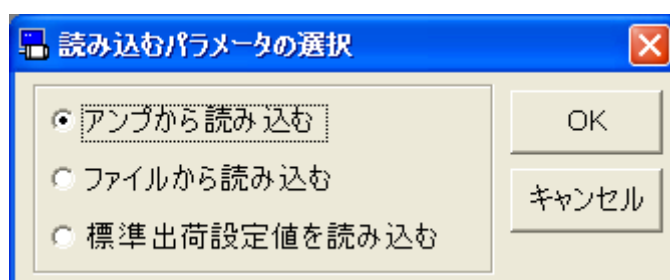 読み込むパラメータの選択
アンプから読み込む
OK
ファイルから読み込む
キャンセル
標準出荷設定値を読み込む